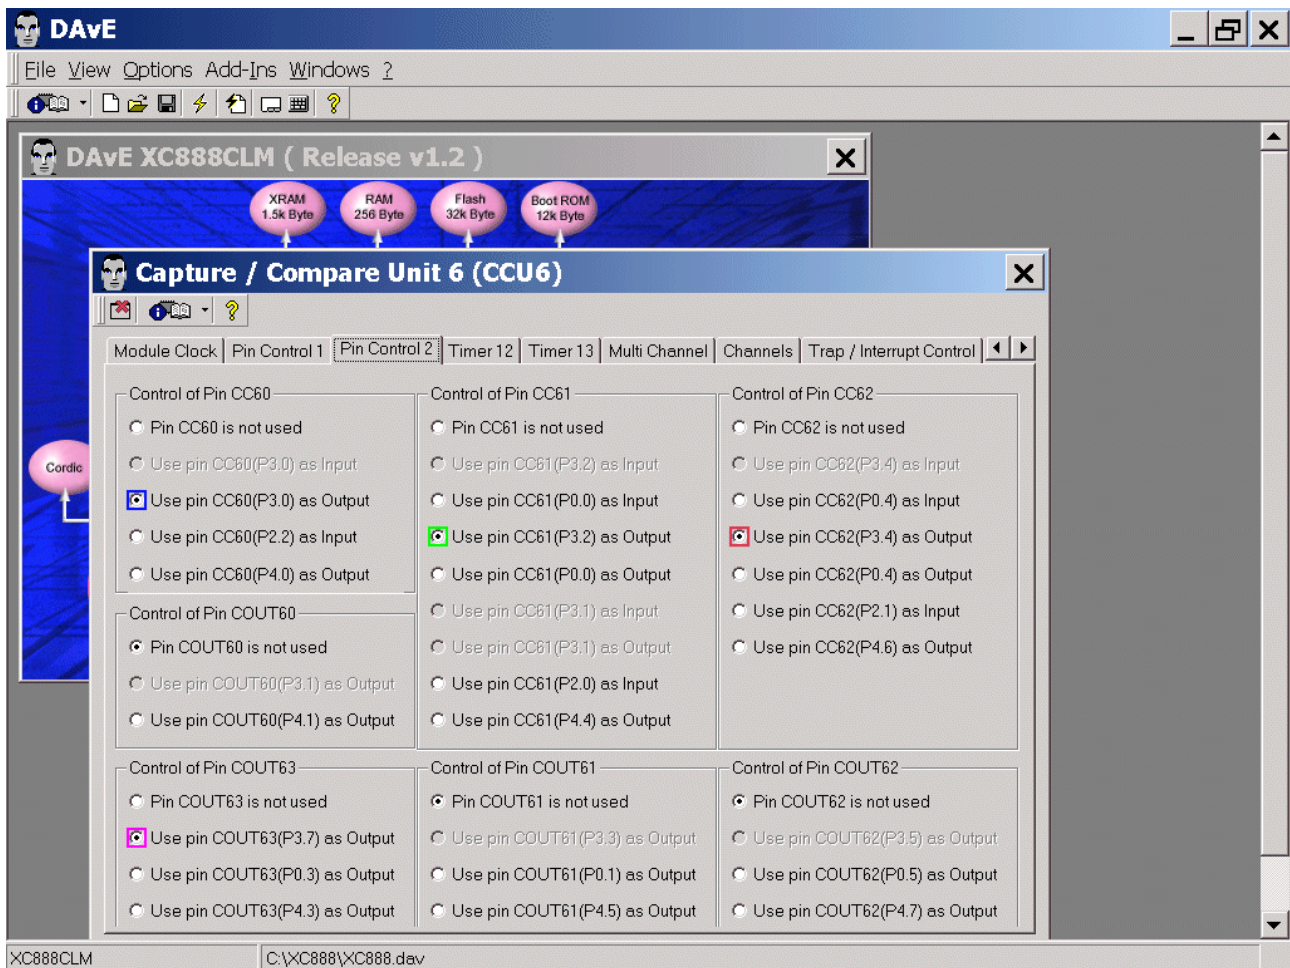 DAvE
File View Options Add-Ins Windows ?
DAvE XC888CLM ( Release v1.2 )
XRAM
1.5k Byte
RAM
256 Byte
Flash
32k Byte
Boot ROM
12k Byte
Cordic
Capture / Compare Unit 6 (CCU6)
Module Clock
Pin Control 1
Pin Control 2
Timer 12
Timer 13
Multi Channel
Channels
Trap / Interrupt Control
Control of Pin CC60
Pin CC60 is not used
Use pin CC60(P3.0) as Input
Use pin CC60(P3.0) as Output
Use pin CC60(P2.2) as Input
Use pin CC60(P4.0) as Output
Control of Pin COUT60
Pin COUT60 is not used
Use pin COUT60(P3.1) as Output
Use pin COUT60(P4.1) as Output
Control of Pin CC61
Pin CC61 is not used
Use pin CC61(P3.2) as Input
Use pin CC61(P0.0) as Input
Use pin CC61(P3.2) as Output
Use pin CC61(P0.0) as Output
Use pin CC61(P3.1) as Input
Use pin CC61(P3.1) as Output
Use pin CC61(P2.0) as Input
Use pin CC61(P4.4) as Output
Control of Pin CC62
Pin CC62 is not used
Use pin CC62(P3.4) as Input
Use pin CC62(P0.4) as Input
Use pin CC62(P3.4) as Output
Use pin CC62(P0.4) as Output
Use pin CC62(P2.1) as Input
Use pin CC62(P4.6) as Output
Control of Pin COUT63
Pin COUT63 is not used
Use pin COUT63(P3.7) as Output
Use pin COUT63(P0.3) as Output
Use pin COUT63(P4.3) as Output
Control of Pin COUT61
Pin COUT61 is not used
Use pin COUT61(P3.3) as Output
Use pin COUT61(P0.1) as Output
Use pin COUT61(P4.5) as Output
Control of Pin COUT62
Pin COUT62 is not used
Use pin COUT62(P3.5) as Output
Use pin COUT62(P0.5) as Output
Use pin COUT62(P4.7) as Output
XC888CLM
C:\XC888\XC888.dav